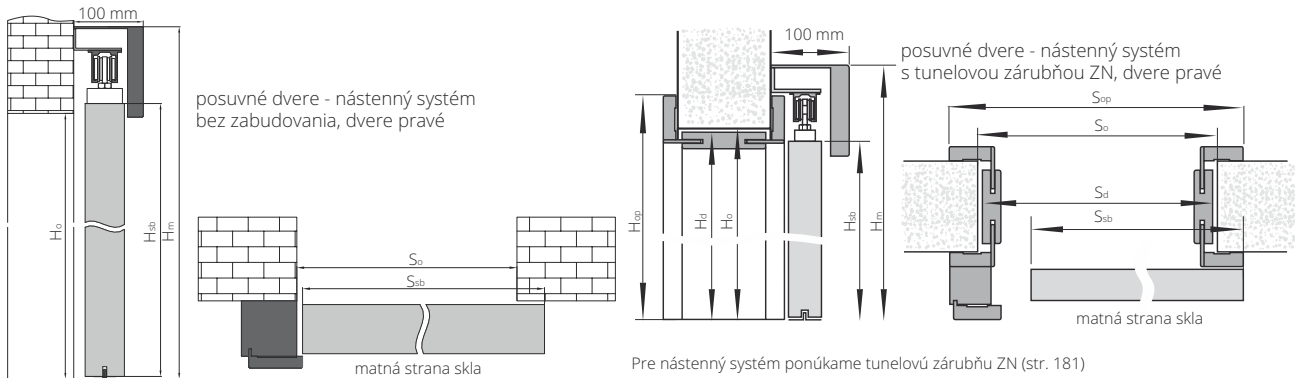 100 mm
posuvné dvere - nástenný systém
bez zabudovania, dvere pravé
Ho
Hsb
Hm
So
Ssb
matná strana skla
100 mm
Hop
Hd
Ho
Hsb
Hm
posuvné dvere - nástenný systém
s tunelovou zárubňou ZN, dvere pravé
Sop
So
Sd
Ssb
matná strana skla
Pre nástenný systém ponúkame tunelovú zárubňu ZN (str. 181)